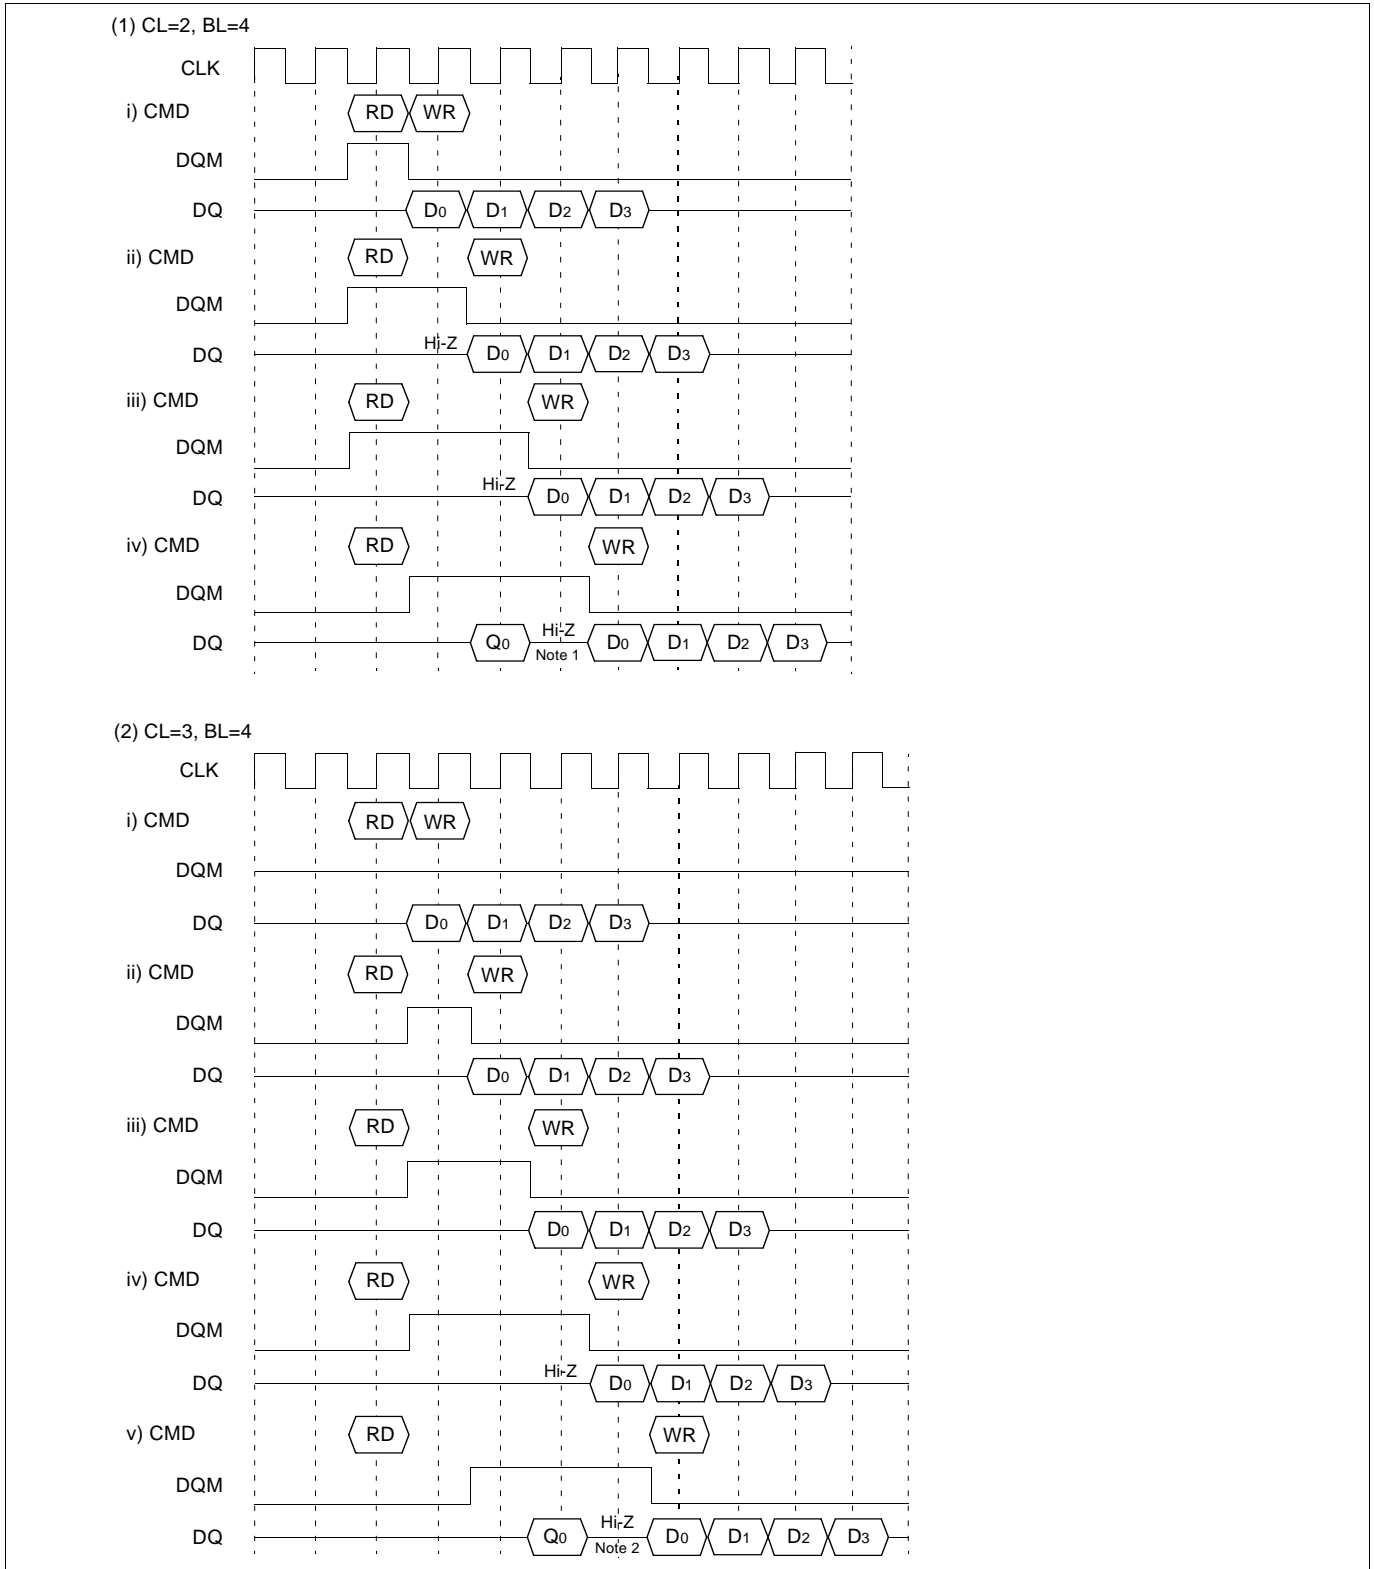 (1) CL=2, BL=4
CLK
i) CMD RD WR
DQM
DQ D0 D1 D2 D3
ii) CMD RD WR
DQM
DQ Hi-Z D0 D1 D2 D3
iii) CMD RD WR
DQM
DQ Hi-Z D0 D1 D2 D3
iv) CMD RD WR
DQM
DQ Q0 Hi-Z Note 1 D0 D1 D2 D3
(2) CL=3, BL=4
CLK
i) CMD RD WR
DQM
DQ D0 D1 D2 D3
ii) CMD RD WR
DQM
DQ D0 D1 D2 D3
iii) CMD RD WR
DQM
DQ D0 D1 D2 D3
iv) CMD RD WR
DQM
DQ Hi-Z D0 D1 D2 D3
v) CMD RD WR
DQM
DQ Q0 Hi-Z Note 2 D0 D1 D2 D3